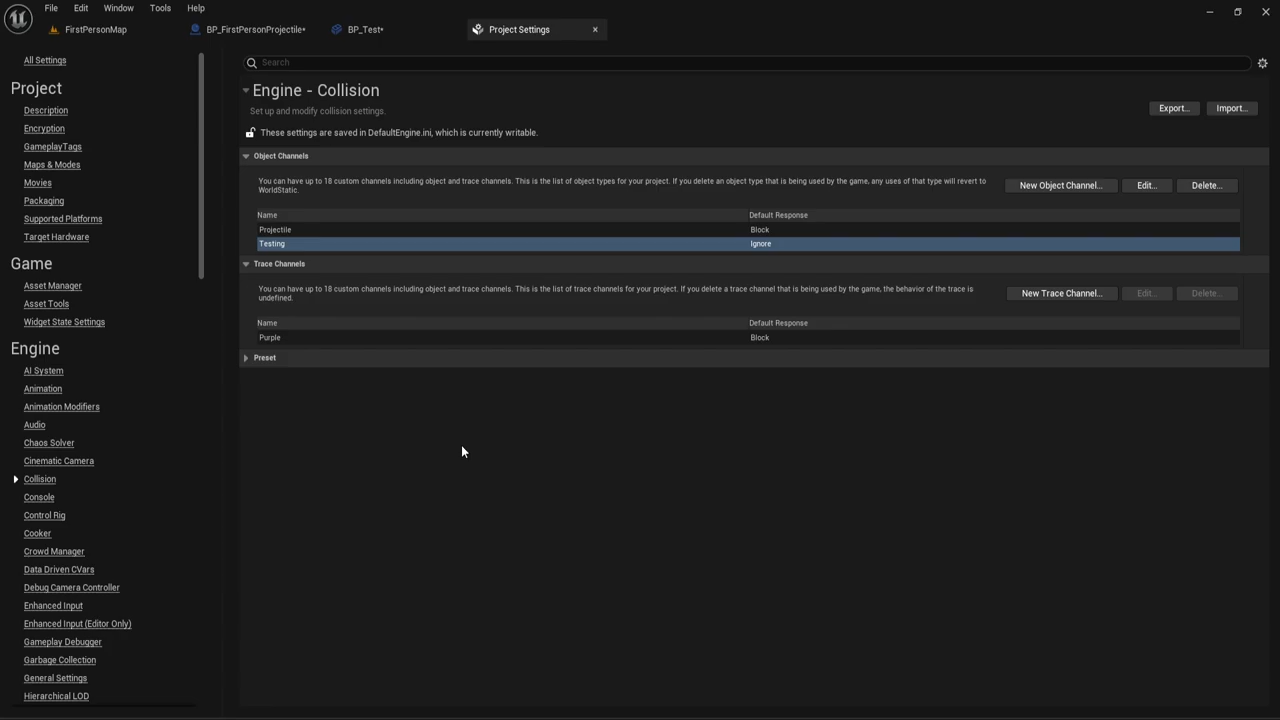 File Edit Window Tools Help
FirstPersonMap BP_FirstPersonProjectile* BP_Test* Project Settings
All Settings
Project
Description
Encryption
GameplayTags
Maps & Modes
Movies
Packaging
Supported Platforms
Target Hardware
Game
Asset Manager
Asset Tools
Widget State Settings
Engine
AI System
Animation
Animation Modifiers
Audio
Chaos Solver
Cinematic Camera
Collision
Console
Control Rig
Cooker
Crowd Manager
Data Driven CVars
Debug Camera Controller
Enhanced Input
Enhanced Input (Editor Only)
Gameplay Debugger
Garbage Collection
General Settings
Hierarchical LOD
Search
Engine - Collision
Set up and modify collision settings.
Export... Import...
These settings are saved in DefaultEngine.ini, which is currently writable.
Object Channels
You can have up to 18 custom channels including object and trace channels. This is the list of object types for your project. If you delete an object type that is being used by the game, any uses of that type will revert to
WorldStatic.
New Object Channel... Edit... Delete...
Name Default Response
Projectile Block
Testing Ignore
Trace Channels
You can have up to 18 custom channels including object and trace channels. This is the list of trace channels for your project. If you delete a trace channel that is being used by the game, the behavior of the trace is
undefined.
New Trace Channel... Edit... Delete...
Name Default Response
Purple Block
Preset